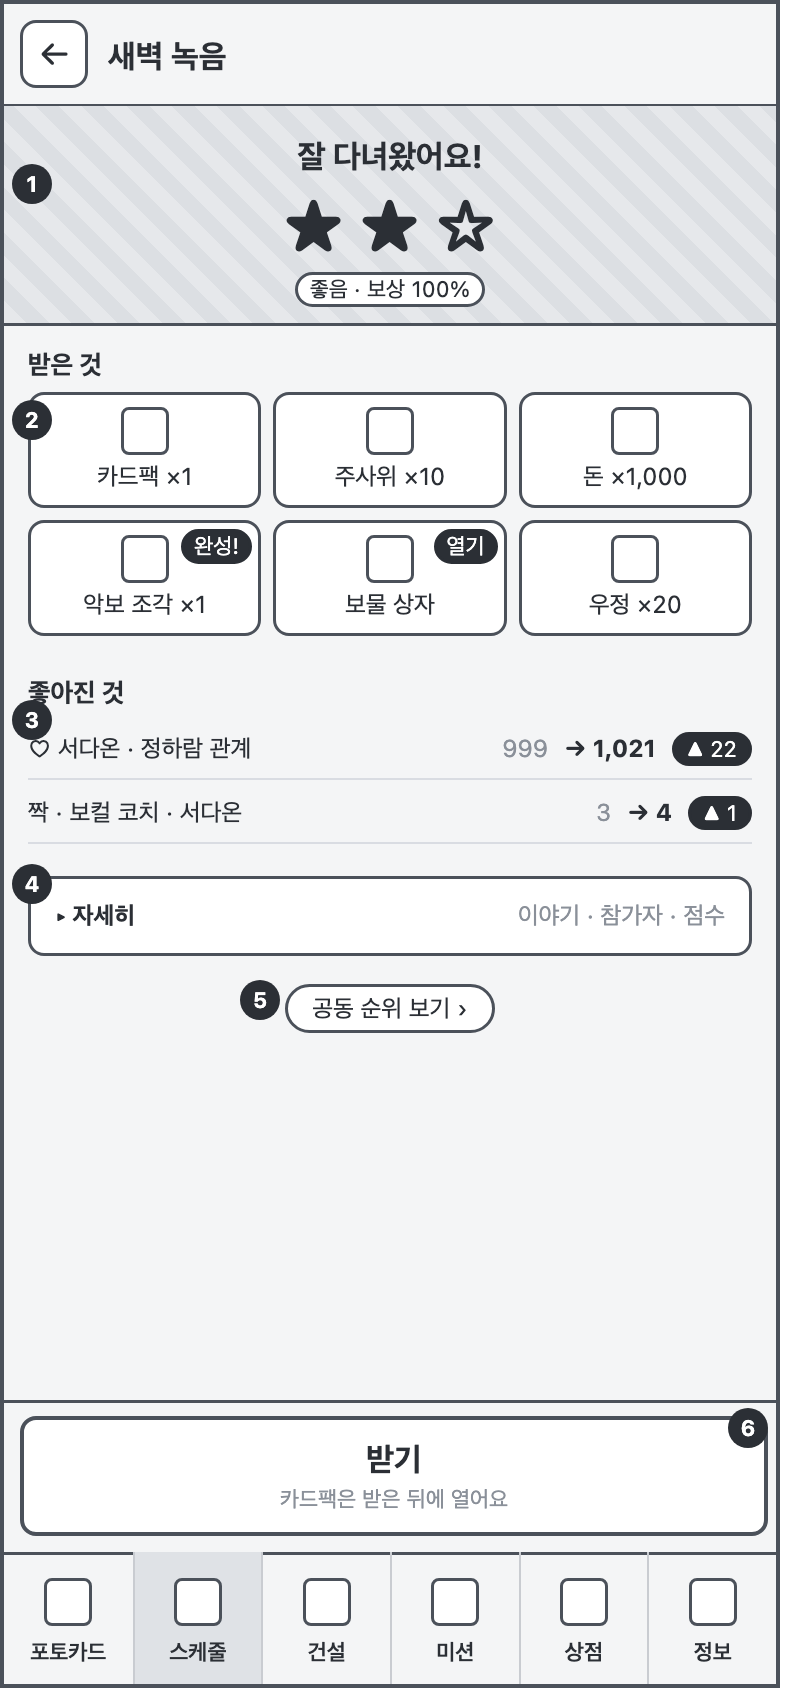 ← 새벽 녹음
1
잘 다녀왔어요!
좋음 · 보상 100%
받은 것
2
카드팩 ×1
주사위 ×10
돈 ×1,000
완성!
악보 조각 ×1
열기
보물 상자
우정 ×20
좋아진 것
3
♡ 서다온 · 정하람 관계 999 → 1,021 ▲ 22
짝 · 보컬 코치 · 서다온 3 → 4 ▲ 1
4
▸ 자세히 이야기 · 참가자 · 점수
5
공동 순위 보기 ›
6
받기
카드팩은 받은 뒤에 열어요
포토카드 스케줄 건설 미션 상점 정보